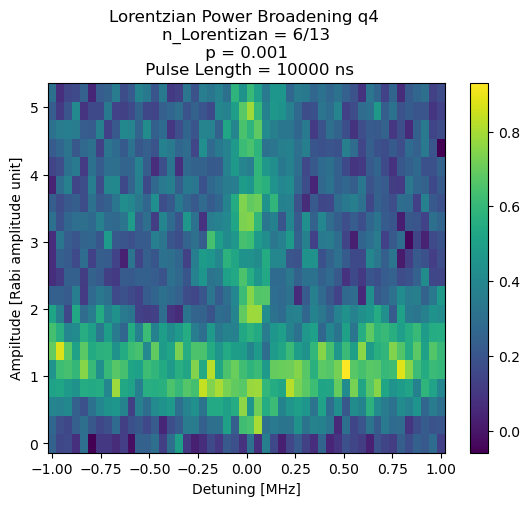 Lorentzian Power Broadening q4
n_Lorentizan = 6/13
p = 0.001
Pulse Length = 10000 ns
Amplitude [Rabi amplitude unit]
5
4
3
2
1
0
−1.00 −0.75 −0.50 −0.25 0.00 0.25 0.50 0.75 1.00
Detuning [MHz]
0.8
0.6
0.4
0.2
0.0